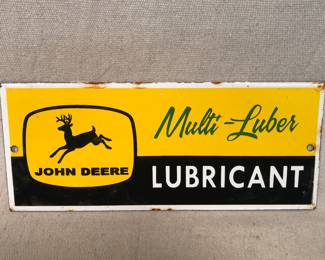 Multi-Luber
JOHN DEERE
LUBRICANT